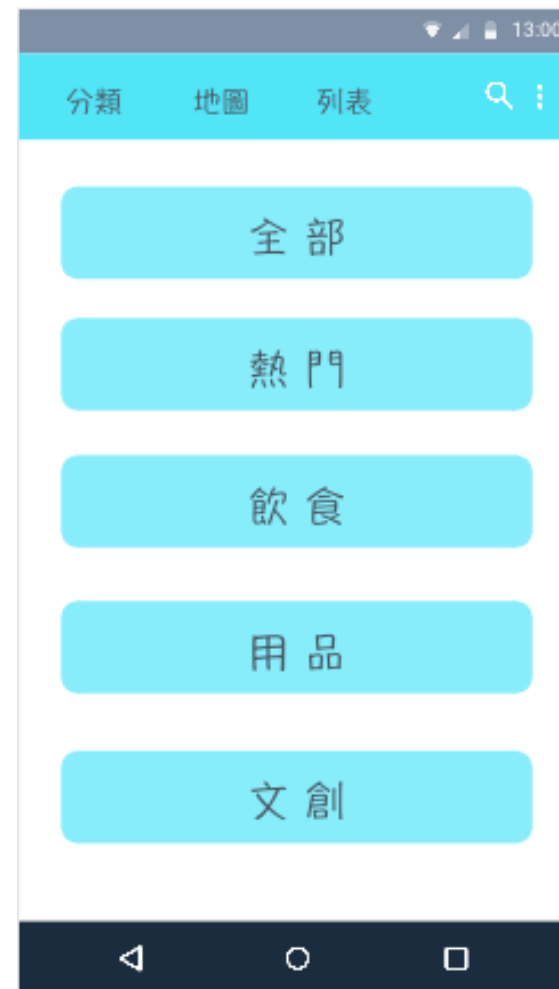 13:00
分類 地圖 列表
全部
熱門
飲食
用品
文創